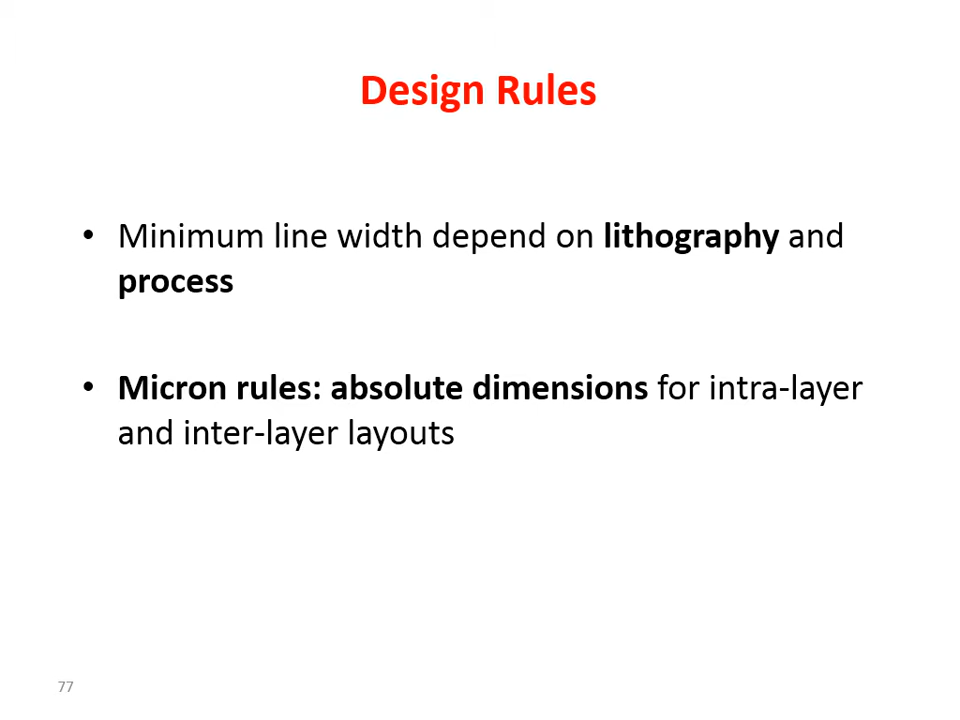 Design Rules
• Minimum line width depend on lithography and
process
• Micron rules: absolute dimensions for intra-layer
and inter-layer layouts
77